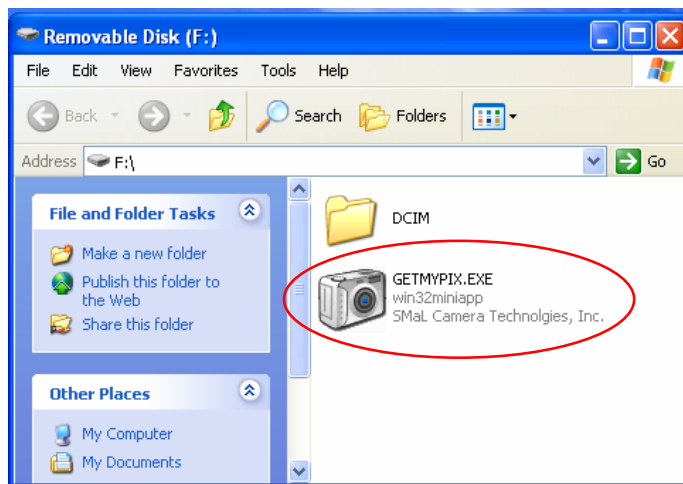 Removable Disk (F:)
File Edit View Favorites Tools Help
Back Search Folders
Address F:\ Go
File and Folder Tasks
Make a new folder
Publish this folder to
the Web
Share this folder
Other Places
My Computer
My Documents
DCIM
GETMYPIX.EXE
win32miniapp
SMaL Camera Technolgies, Inc.